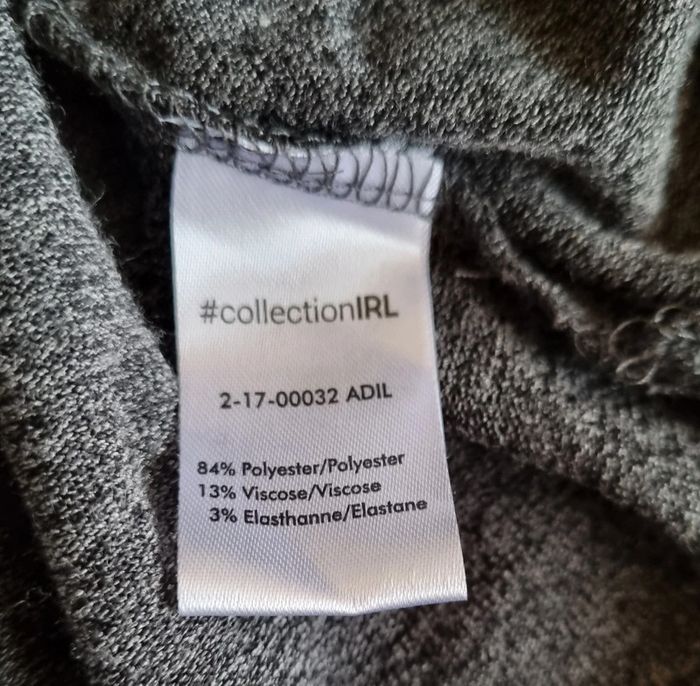 #collectionIRL
2-17-00032 ADIL
84% Polyester/Polyester
13% Viscose/Viscose
3% Elasthanne/Elastane